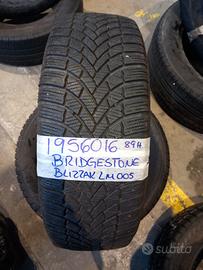 1956016 89H
BRIDGESTONE
BLIZZAK LM005
subito